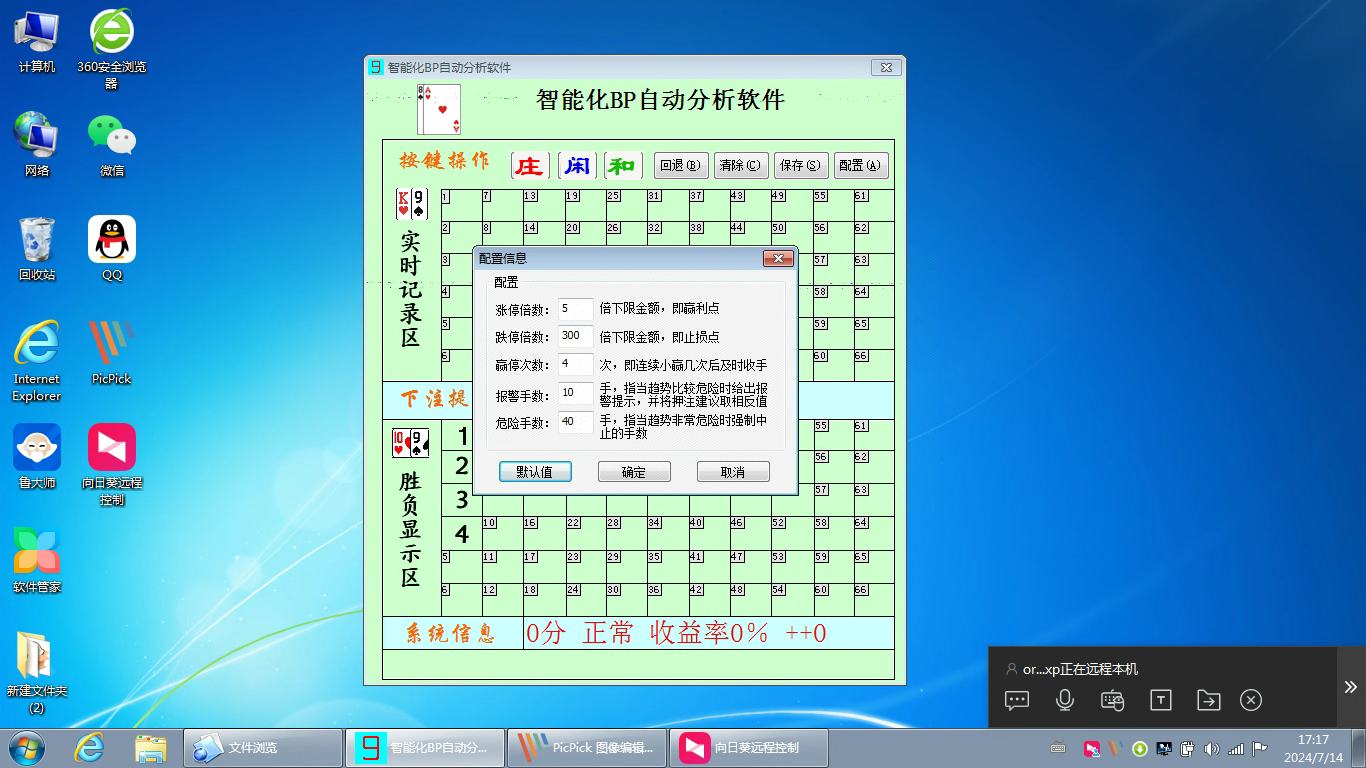 计算机
360安全浏览器
网络
微信
回收站
QQ
Internet Explorer
PicPick
鲁大师
向日葵远程控制
软件管家
新建文件夹 (2)
智能化BP自动分析软件
智能化BP自动分析软件
按键操作
庄 闲 和 回退(B) 清除(C) 保存(S) 配置(A)
K 9
实时记录区
1 7 13 19 25 31 37 43 49 55 61
2 8 14 20 26 32 38 44 50 56 62
3 57 63
4 58 64
5 59 65
6 60 66
配置信息
配置
涨停倍数: 5 倍下限金额，即赢利点
跌停倍数: 300 倍下限金额，即止损点
赢停次数: 4 次，即连续小赢几次后及时收手
报警手数: 10 手，指当趋势比较危险时给出报
警提示，并将押注建议取相反值
危险手数: 40 手，指当趋势非常危险时强制中
止的手数
默认值 确定 取消
下注提
10 9
胜负显示区
1 55 61
2 56 62
3 57 63
4 10 16 22 28 34 40 46 52 58 64
5 11 17 23 29 35 41 47 53 59 65
6 12 18 24 30 36 42 48 54 60 66
系统信息 0分 正常 收益率0% ++0
or...xp正在远程本机
文件浏览
智能化BP自动分...
PicPick 图像编辑...
向日葵远程控制
17:17
2024/7/14